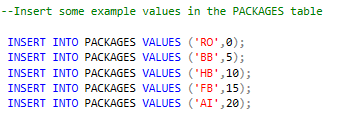 --Insert some example values in the PACKAGES table
INSERT INTO PACKAGES VALUES ('RO',0);
INSERT INTO PACKAGES VALUES ('BB',5);
INSERT INTO PACKAGES VALUES ('HB',10);
INSERT INTO PACKAGES VALUES ('FB',15);
INSERT INTO PACKAGES VALUES ('AI',20);